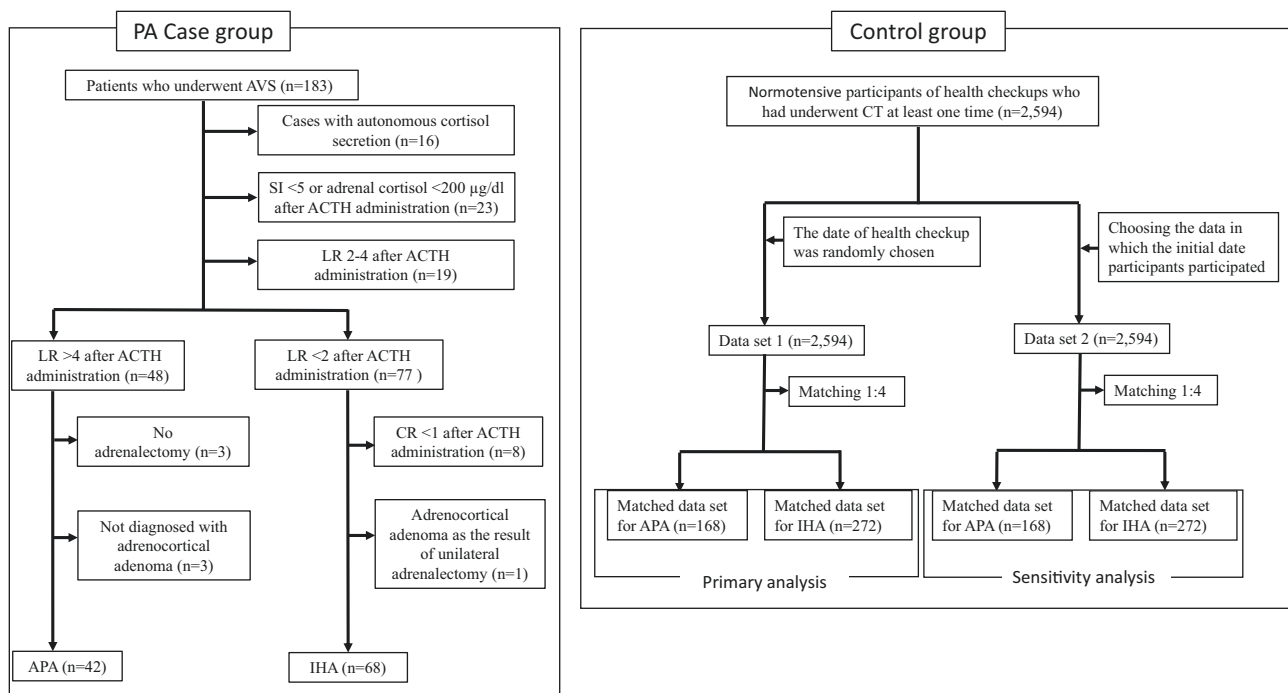 PA Case group
Patients who underwent AVS (n=183)
Cases with autonomous cortisol
secretion (n=16)
SI <5 or adrenal cortisol <200 µg/dl
after ACTH administration (n=23)
LR 2-4 after ACTH
administration (n=19)
LR >4 after ACTH
administration (n=48)
LR <2 after ACTH
administration (n=77 )
No
adrenalectomy (n=3)
CR <1 after ACTH
administration (n=8)
Not diagnosed with
adrenocortical
adenoma (n=3)
Adrenocortical
adenoma as the result
of unilateral
adrenalectomy (n=1)
APA (n=42)
IHA (n=68)
Control group
Normotensive participants of health checkups who
had underwent CT at least one time (n=2,594)
The date of health checkup
was randomly chosen
Choosing the data in
which the initial date
participants participated
Data set 1 (n=2,594)
Data set 2 (n=2,594)
Matching 1:4
Matching 1:4
Matched data set
for APA (n=168)
Matched data set
for IHA (n=272)
Matched data set
for APA (n=168)
Matched data set
for IHA (n=272)
Primary analysis
Sensitivity analysis